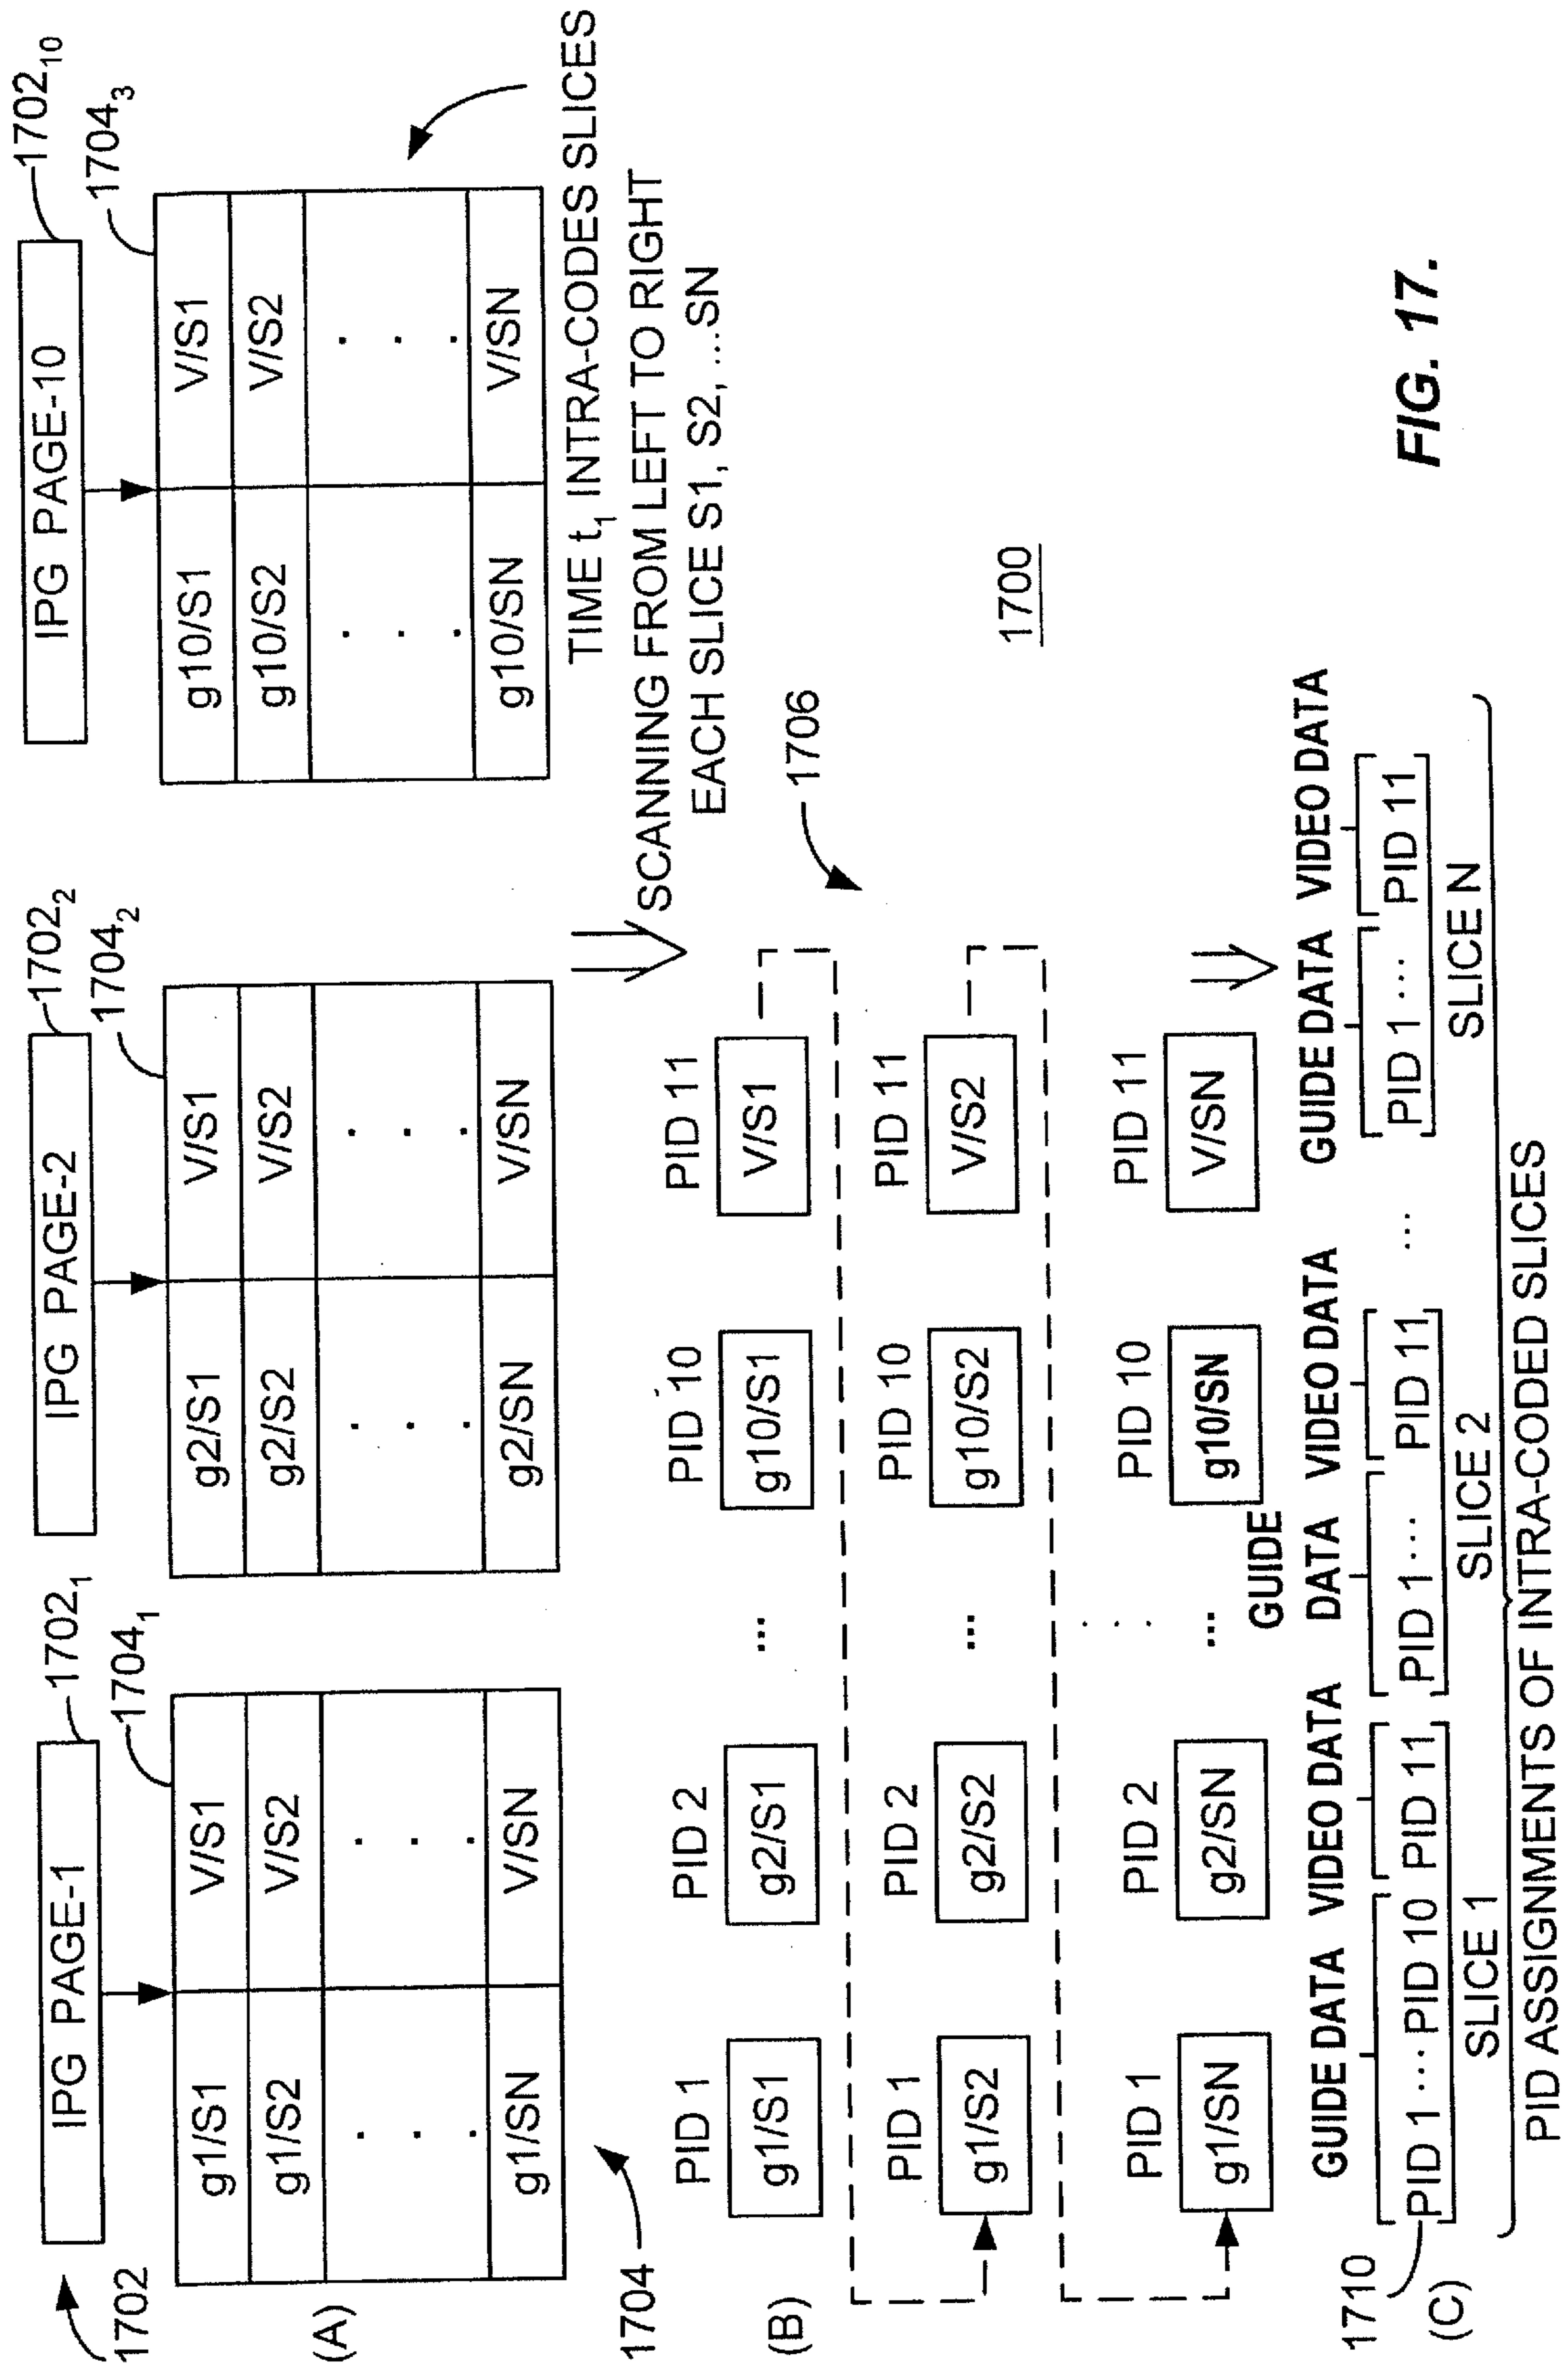 IPG PAGE-1
1702₁
IPG PAGE-2
1702₂
IPG PAGE-10
1702₁₀
1702
1704₁
1704₂
1704₃
(A)
g1/S1 V/S1
g1/S2 V/S2
. . . . . .
g1/SN V/SN
g2/S1 V/S1
g2/S2 V/S2
. . . . . .
g2/SN V/SN
g10/S1 V/S1
g10/S2 V/S2
. . . . . .
g10/SN V/SN
1704
TIME t₁ INTRA-CODES SLICES
SCANNING FROM LEFT TO RIGHT
EACH SLICE S1, S2, ...SN
1706
(B)
PID 1 PID 2 PID 10 PID 11
g1/S1 g2/S1 ... g10/S1 V/S1
PID 1 PID 2 PID 10 PID 11
g1/S2 g2/S2 ... g10/S2 V/S2
. . .
PID 1 PID 2 PID 10 PID 11
g1/SN g2/SN ... g10/SN V/SN
1700
1710
(C)
GUIDE DATA VIDEO DATA GUIDE DATA VIDEO DATA GUIDE DATA VIDEO DATA
PID 1 ... PID 10 PID 11 PID 1 ... PID 11 ... PID 1 ... PID 11
SLICE 1 SLICE 2 SLICE N
PID ASSIGNMENTS OF INTRA-CODED SLICES
FIG. 17.